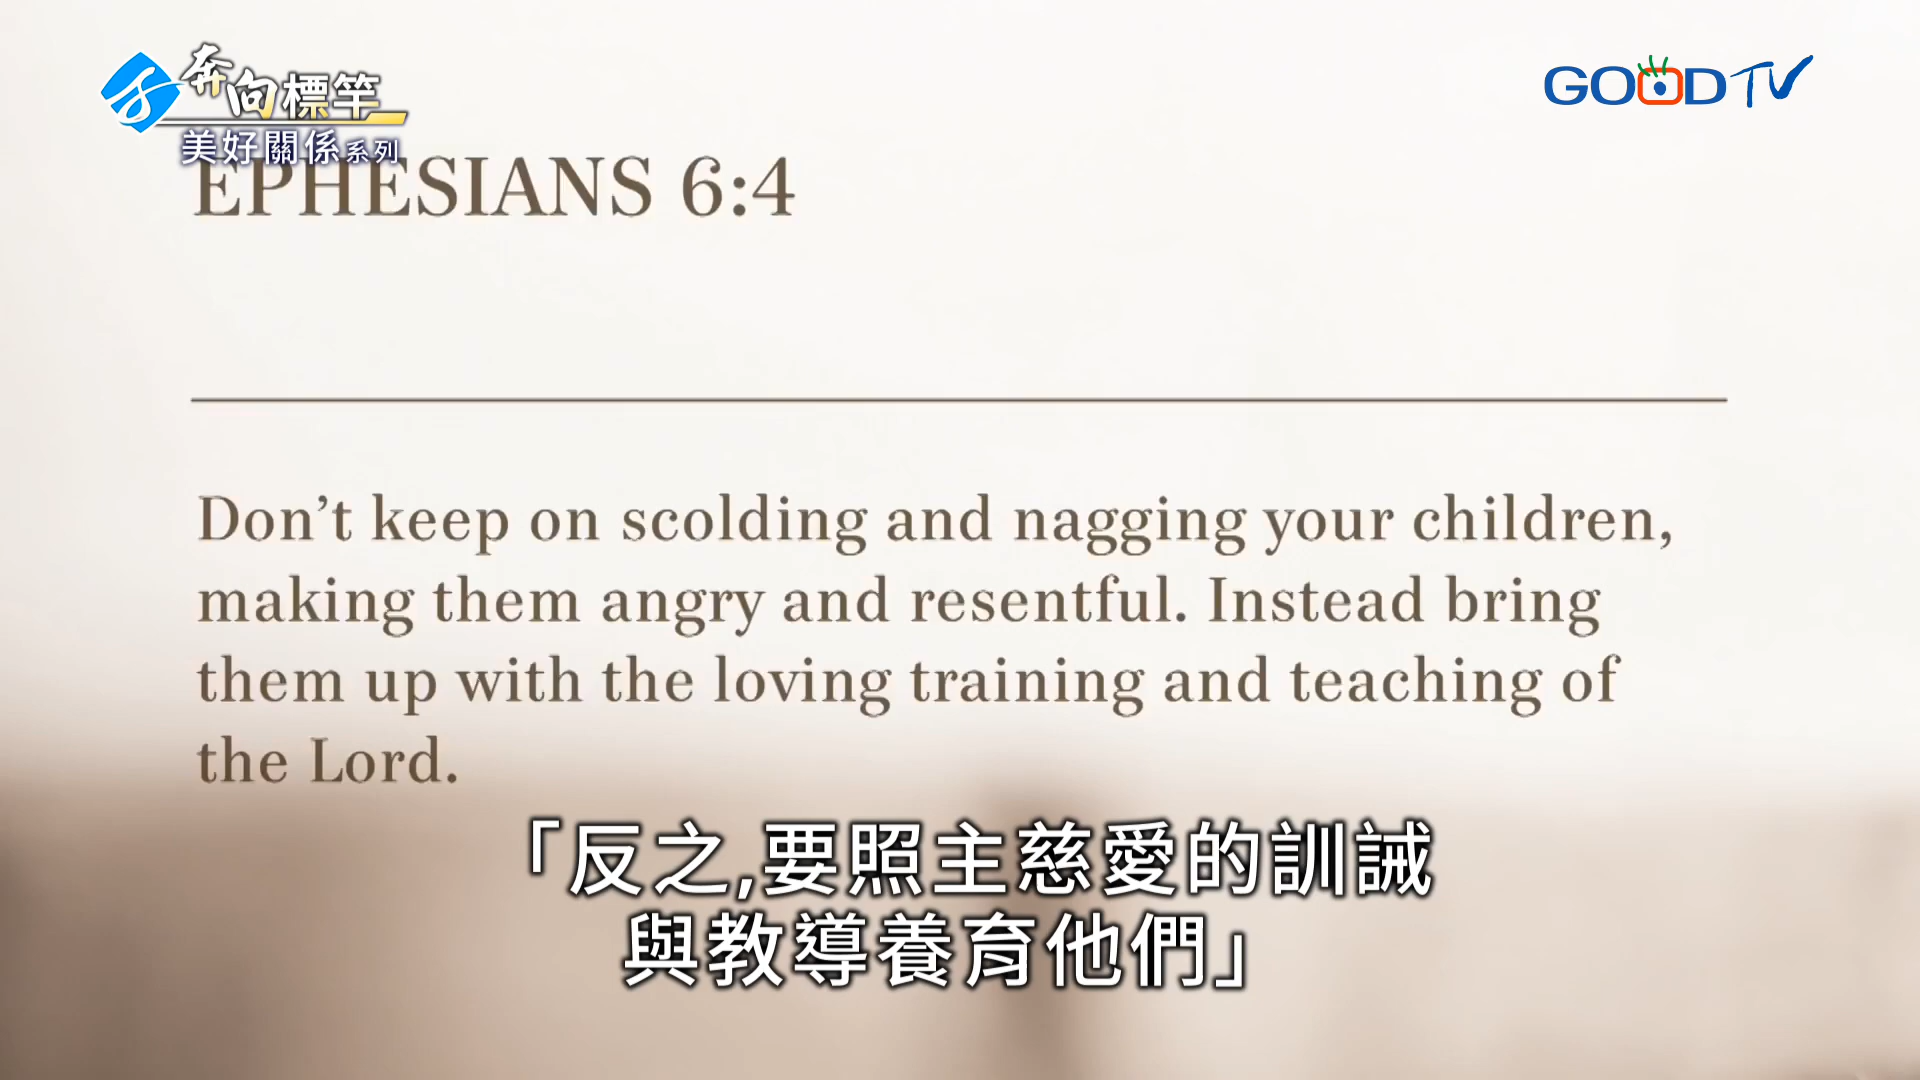 奔向標竿
美好關係系列
GOOD TV
EPHESIANS 6:4
Don’t keep on scolding and nagging your children,
making them angry and resentful. Instead bring
them up with the loving training and teaching of
the Lord.
「反之,要照主慈愛的訓誡
與教導養育他們」